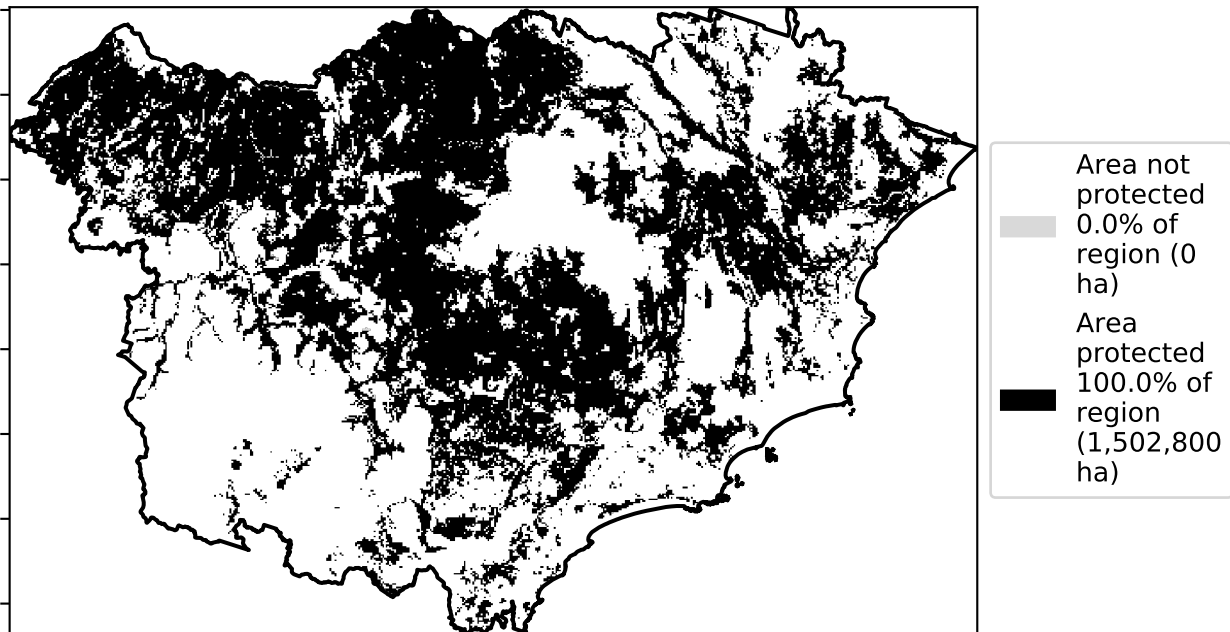 Area not
protected
0.0% of
region (0
ha)
Area
protected
100.0% of
region
(1,502,800
ha)